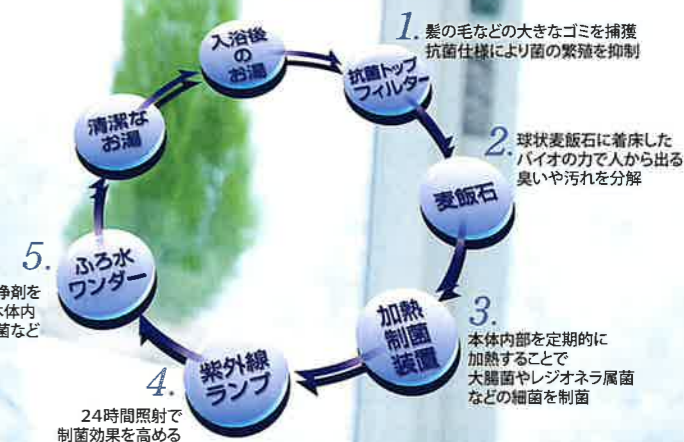 入浴後
の
お湯
1.
髪の毛などの大きなゴミを捕獲
抗菌仕様により菌の繁殖を抑制
抗菌トップ
フィルター
2.
球状麦飯石に着床した
バイオの力で人から出る
臭いや汚れを分解
麦飯石
3.
本体内部を定期的に
加熱することで
大腸菌やレジオネラ属菌
などの細菌を制菌
加熱
制菌
装置
4.
24時間照射で
制菌効果を高める
紫外線
ランプ
5.
浄剤を
本体内
菌など
ふろ水
ワンダー
清潔な
お湯